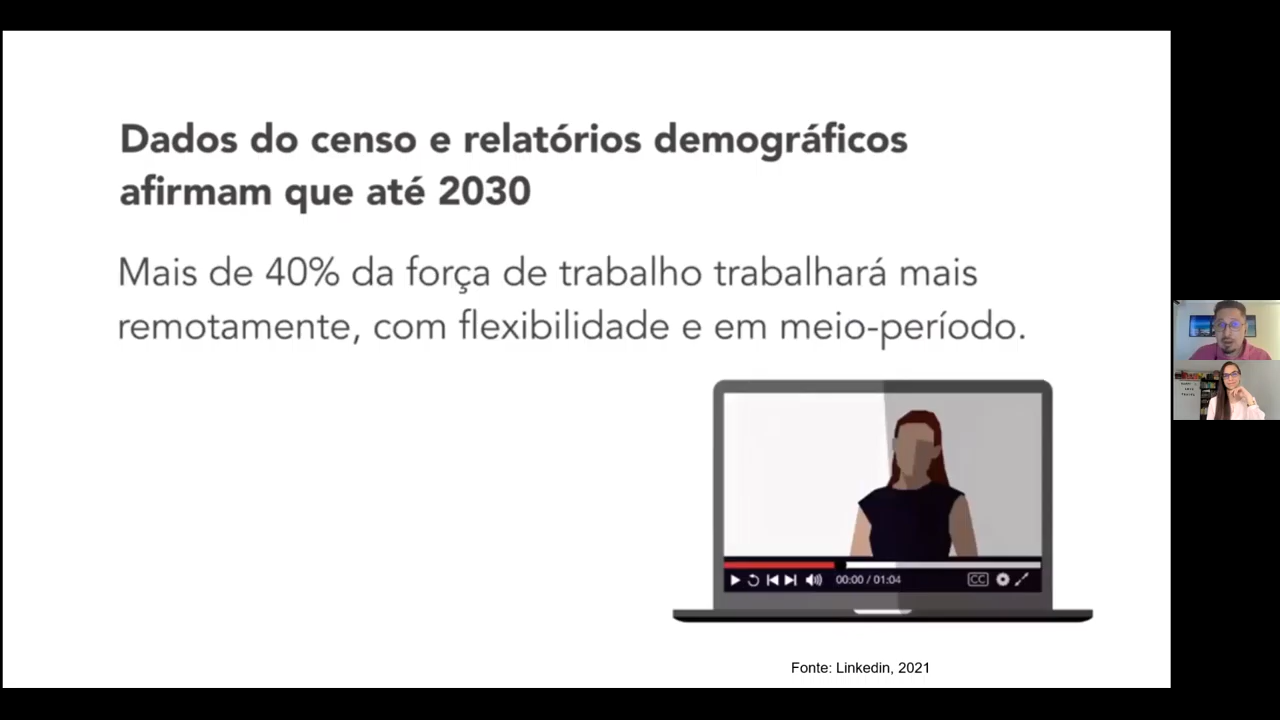 Dados do censo e relatórios demográficos
afirmam que até 2030
Mais de 40% da força de trabalho trabalhará mais
remotamente, com flexibilidade e em meio-período.
00:00 / 01:04
CC
Fonte: Linkedin, 2021